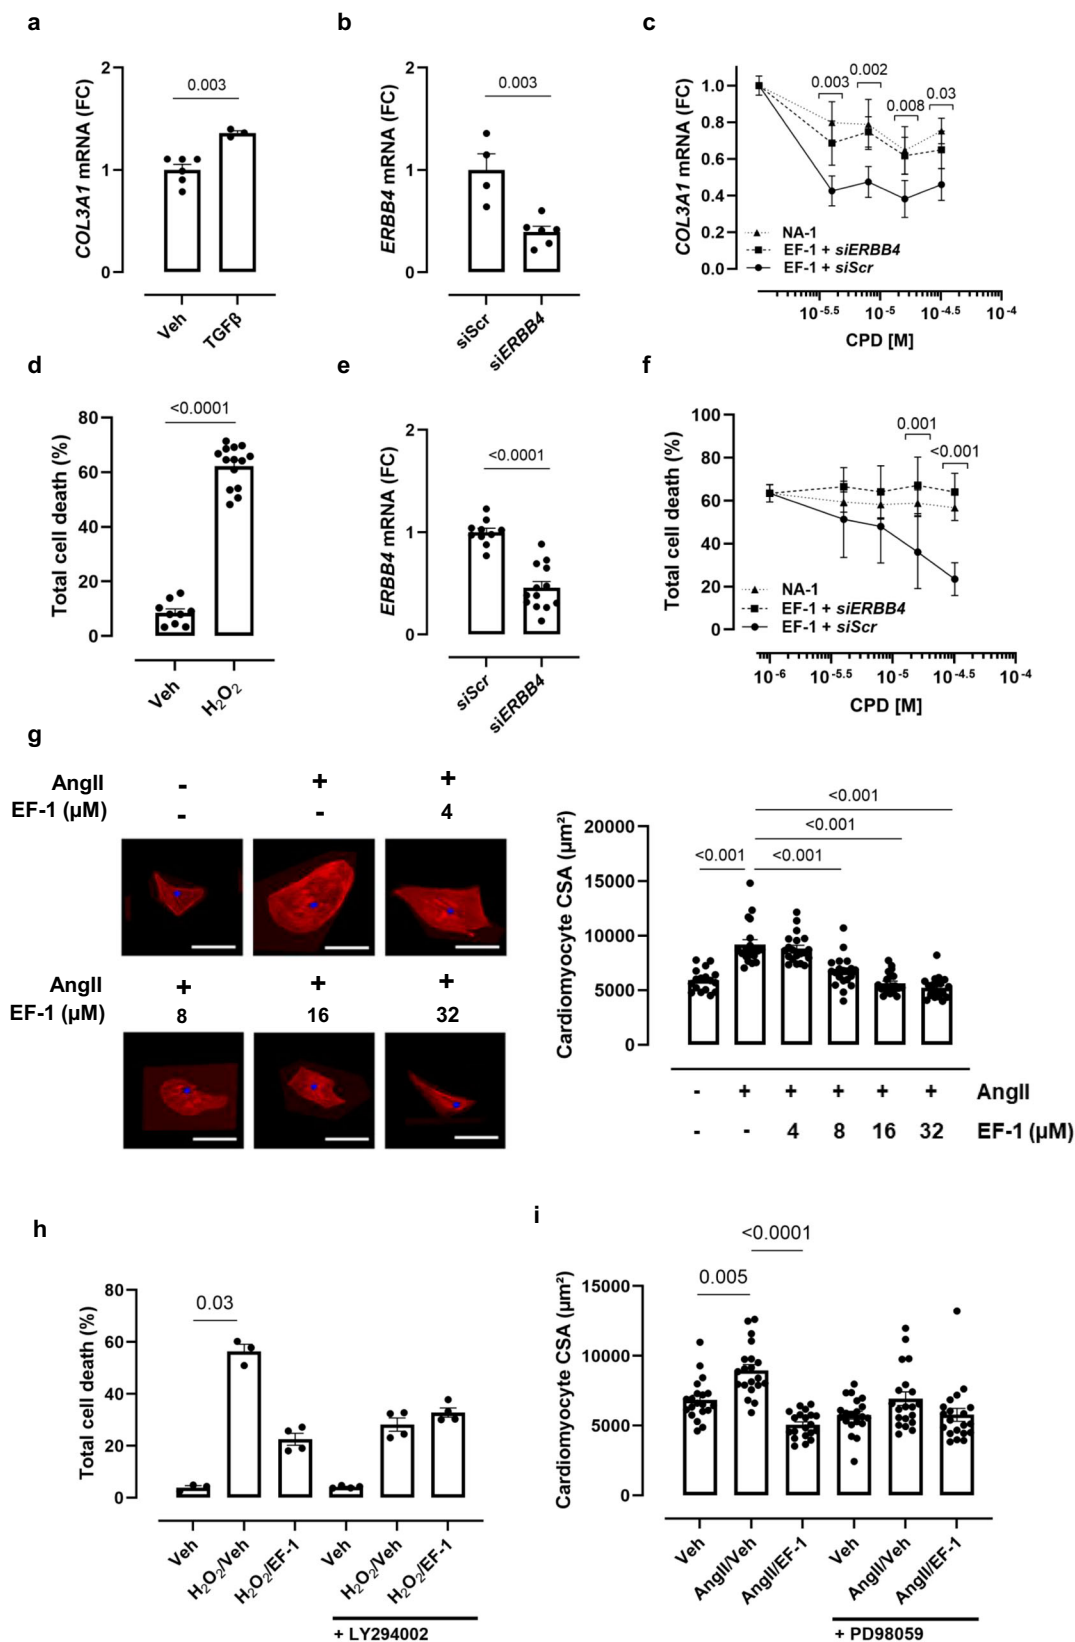 a
COL3A1 mRNA (FC)
2
1
0
0.003
Veh
TGFβ
b
ERBB4 mRNA (FC)
2
1
0
0.003
siScr
siERBB4
c
COL3A1 mRNA (FC)
1.0
0.8
0.6
0.4
0.2
0.0
0.003
0.002
0.008
0.03
NA-1
EF-1 + siERBB4
EF-1 + siScr
10-5.5
10-5
10-4.5
10-4
CPD [M]
d
Total cell death (%)
80
60
40
20
0
<0.0001
Veh
H2O2
e
ERBB4 mRNA (FC)
2
1
0
<0.0001
siScr
siERBB4
f
Total cell death (%)
100
80
60
40
20
0
0.001
<0.001
NA-1
EF-1 + siERBB4
EF-1 + siScr
10-6
10-5.5
10-5
10-4.5
10-4
CPD [M]
g
AngII - + +
EF-1 (µM) - - 4
AngII + + +
EF-1 (µM) 8 16 32
Cardiomyocyte CSA (µm²)
20000
15000
10000
5000
0
<0.001
<0.001
<0.001 <0.001
- + + + + + AngII
- - 4 8 16 32 EF-1 (µM)
h
Total cell death (%)
80
60
40
20
0
0.03
Veh
H2O2/Veh
H2O2/EF-1
Veh
H2O2/Veh
H2O2/EF-1
+ LY294002
i
Cardiomyocyte CSA (µm²)
15000
10000
5000
0
<0.0001
0.005
Veh
AngII/Veh
AngII/EF-1
Veh
AngII/Veh
AngII/EF-1
+ PD98059